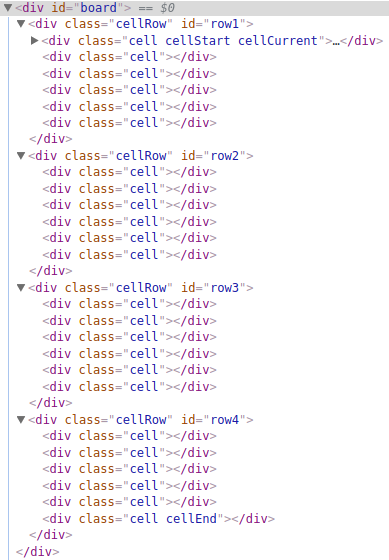 ▼<div id="board"> == $0
▼<div class="cellRow" id="row1">
▶<div class="cell cellStart cellCurrent">…</div>
<div class="cell"></div>
<div class="cell"></div>
<div class="cell"></div>
<div class="cell"></div>
<div class="cell"></div>
</div>
▼<div class="cellRow" id="row2">
<div class="cell"></div>
<div class="cell"></div>
<div class="cell"></div>
<div class="cell"></div>
<div class="cell"></div>
<div class="cell"></div>
</div>
▼<div class="cellRow" id="row3">
<div class="cell"></div>
<div class="cell"></div>
<div class="cell"></div>
<div class="cell"></div>
<div class="cell"></div>
<div class="cell"></div>
</div>
▼<div class="cellRow" id="row4">
<div class="cell"></div>
<div class="cell"></div>
<div class="cell"></div>
<div class="cell"></div>
<div class="cell"></div>
<div class="cell cellEnd"></div>
</div>
</div>